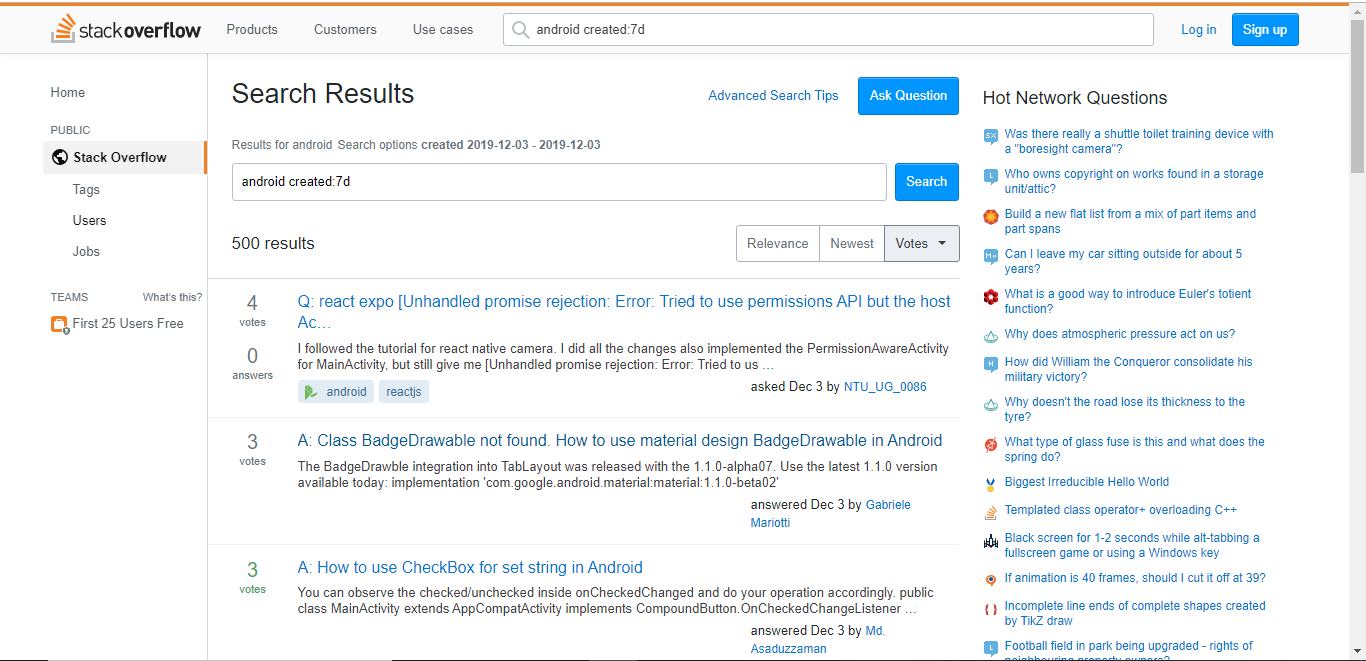 stackoverflow
Products
Customers
Use cases
android created:7d
Log in
Sign up
Home
PUBLIC
Stack Overflow
Tags
Users
Jobs
TEAMS
What's this?
First 25 Users Free
Search Results
Advanced Search Tips
Ask Question
Results for android Search options created 2019-12-03 - 2019-12-03
android created:7d
Search
500 results
Relevance
Newest
Votes
4
votes
0
answers
Q: react expo [Unhandled promise rejection: Error: Tried to use permissions API but the host
Ac…
I followed the tutorial for react native camera. I did all the changes also implemented the PermissionAwareActivity
for MainActivity, but still give me [Unhandled promise rejection: Error: Tried to us …
android
reactjs
asked Dec 3 by NTU_UG_0086
3
votes
A: Class BadgeDrawable not found. How to use material design BadgeDrawable in Android
The BadgeDrawble integration into TabLayout was released with the 1.1.0-alpha07. Use the latest 1.1.0 version
available today: implementation 'com.google.android.material:material:1.1.0-beta02'
answered Dec 3 by Gabriele
Mariotti
3
votes
A: How to use CheckBox for set string in Android
You can observe the checked/unchecked inside onCheckedChanged and do your operation accordingly. public
class MainActivity extends AppCompatActivity implements CompoundButton.OnCheckedChangeListener …
answered Dec 3 by Md.
Asaduzzaman
Hot Network Questions
Was there really a shuttle toilet training device with
a "boresight camera"?
Who owns copyright on works found in a storage
unit/attic?
Build a new flat list from a mix of part items and
part spans
Can I leave my car sitting outside for about 5
years?
What is a good way to introduce Euler's totient
function?
Why does atmospheric pressure act on us?
How did William the Conqueror consolidate his
military victory?
Why doesn't the road lose its thickness to the
tyre?
What type of glass fuse is this and what does the
spring do?
Biggest Irreducible Hello World
Templated class operator+ overloading C++
Black screen for 1-2 seconds while alt-tabbing a
fullscreen game or using a Windows key
If animation is 40 frames, should I cut it off at 39?
Incomplete line ends of complete shapes created
by TikZ draw
Football field in park being upgraded - rights of
neighbouring property owners?